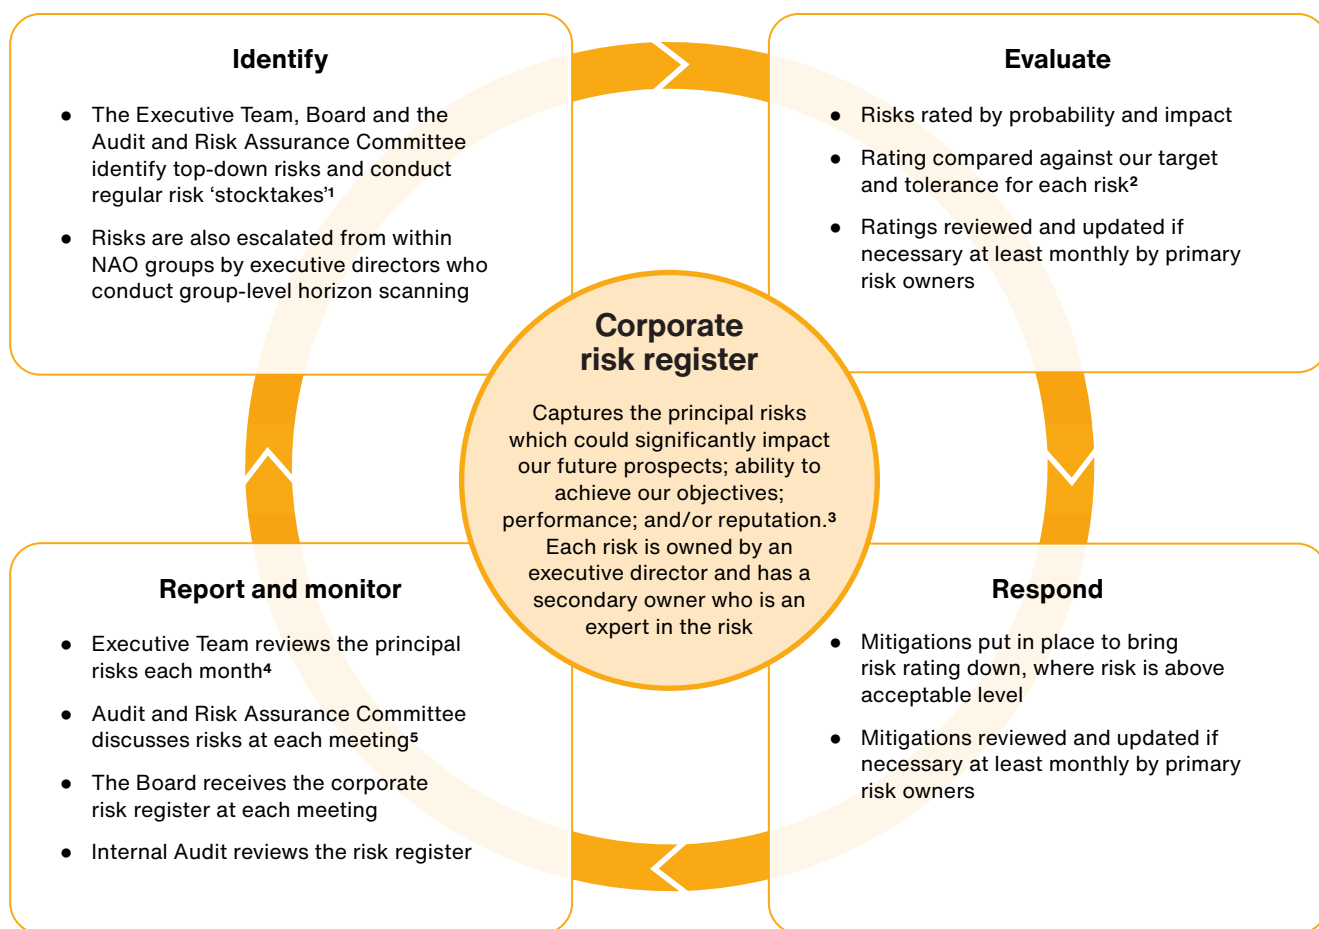 Identify
● The Executive Team, Board and the
Audit and Risk Assurance Committee
identify top-down risks and conduct
regular risk ‘stocktakes’¹
● Risks are also escalated from within
NAO groups by executive directors who
conduct group-level horizon scanning
Evaluate
● Risks rated by probability and impact
● Rating compared against our target
and tolerance for each risk²
● Ratings reviewed and updated if
necessary at least monthly by primary
risk owners
Corporate
risk register
Captures the principal risks
which could significantly impact
our future prospects; ability to
achieve our objectives;
performance; and/or reputation.³
Each risk is owned by an
executive director and has a
secondary owner who is an
expert in the risk
Report and monitor
● Executive Team reviews the principal
risks each month⁴
● Audit and Risk Assurance Committee
discusses risks at each meeting⁵
● The Board receives the corporate
risk register at each meeting
● Internal Audit reviews the risk register
Respond
● Mitigations put in place to bring
risk rating down, where risk is above
acceptable level
● Mitigations reviewed and updated if
necessary at least monthly by primary
risk owners